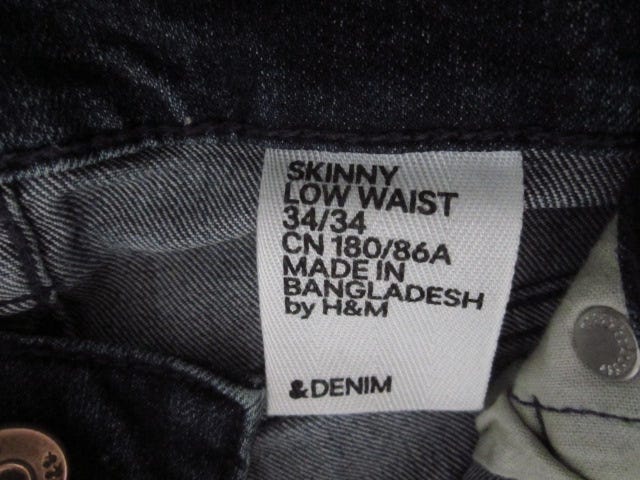 SKINNY
LOW WAIST
34/34
CN 180/86A
MADE IN
BANGLADESH
by H&M
&DENIM